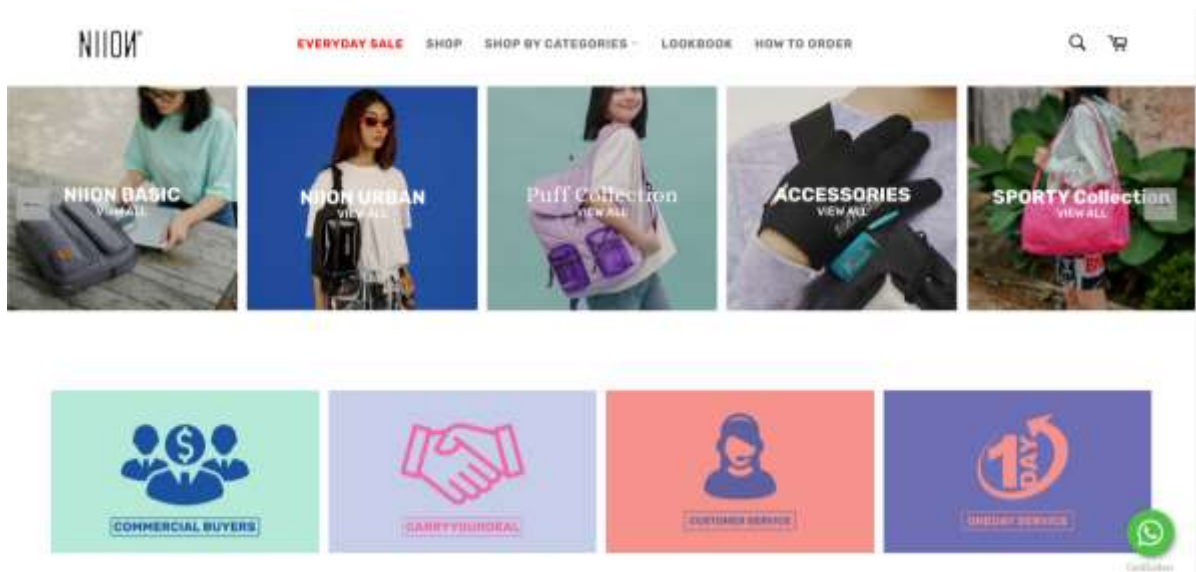 NIION
EVERYDAY SALE SHOP SHOP BY CATEGORIES LOOKBOOK HOW TO ORDER
NIION BASIC
VIEW ALL
NIION URBAN
VIEW ALL
Puff Collection
VIEW ALL
ACCESSORIES
VIEW ALL
SPORTY Collection
VIEW ALL
COMMERCIAL BUYERS
CARRYYOURDEAL
CUSTOMER SERVICE
1 DAY
ONEDAY SERVICE